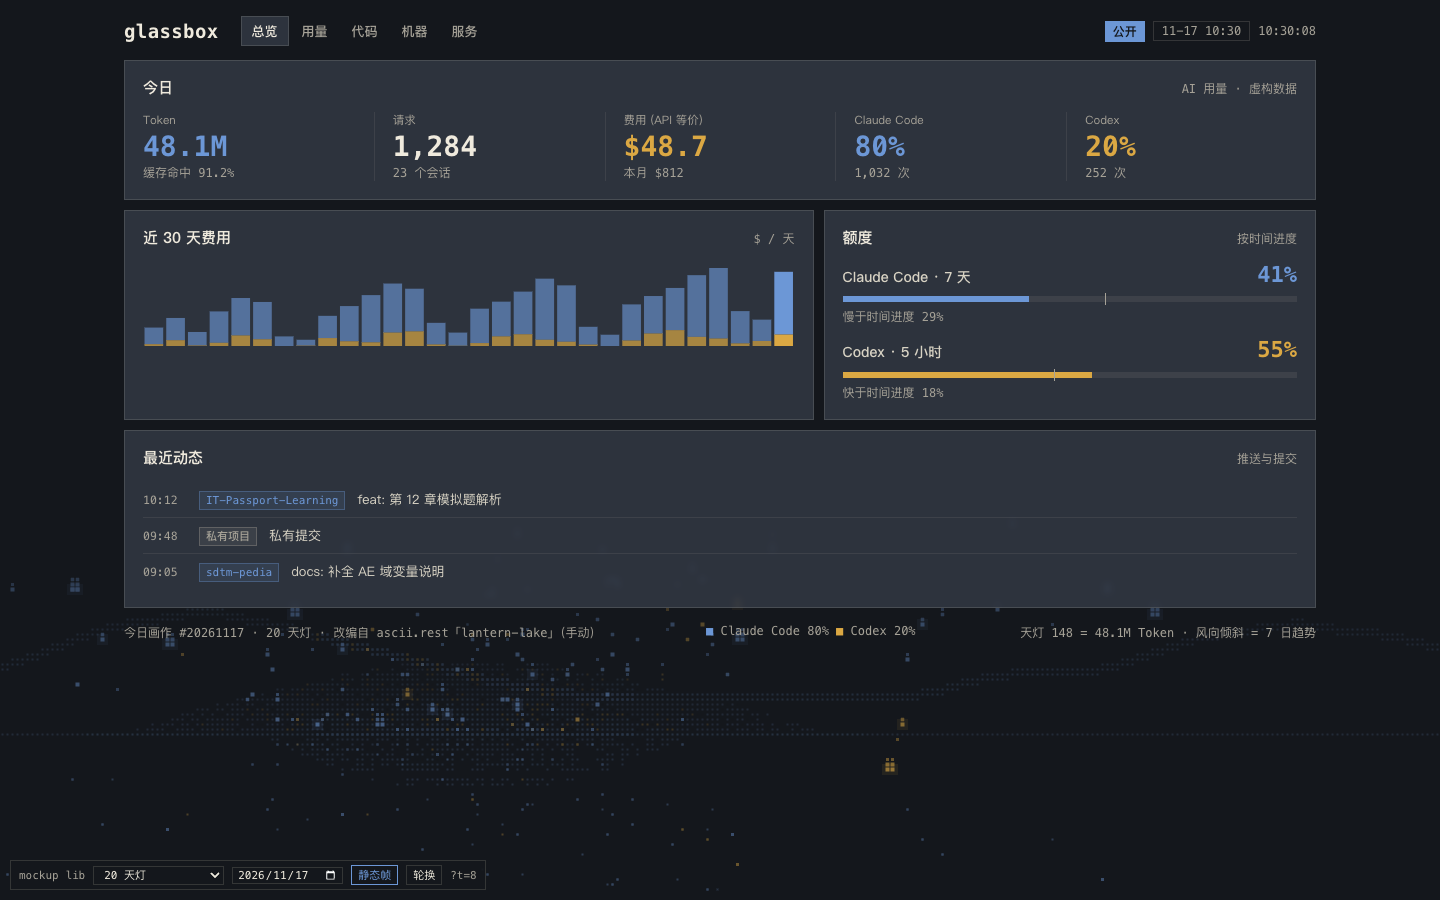 glassbox 总览 用量 代码 机器 服务 公开 11-17 10:30 10:30:08
今日 AI 用量 · 虚构数据
Token 请求 费用 (API 等价) Claude Code Codex
48.1M 1,284 $48.7 80% 20%
缓存命中 91.2% 23 个会话 本月 $812 1,032 次 252 次
近 30 天费用 $ / 天
额度 按时间进度
Claude Code · 7 天 41%
慢于时间进度 29%
Codex · 5 小时 55%
快于时间进度 18%
最近动态 推送与提交
10:12 IT-Passport-Learning feat: 第 12 章模拟题解析
09:48 私有项目 私有提交
09:05 sdtm-pedia docs: 补全 AE 域变量说明
今日画作 #20261117 · 20 天灯 · 改编自 ascii.rest「lantern-lake」(手动) Claude Code 80% Codex 20% 天灯 148 = 48.1M Token · 风向倾斜 = 7 日趋势
mockup lib 20 天灯 2026/11/17 静态帧 轮换 ?t=8